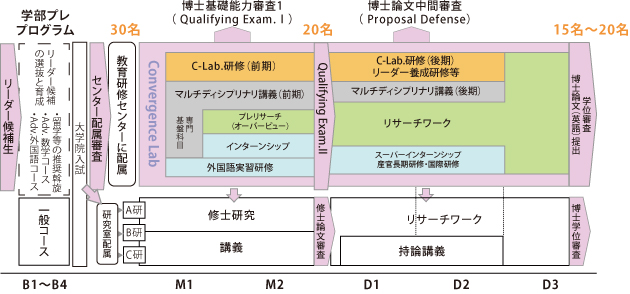 学部プレ
プログラム
30名
博士基礎能力審査1
( Qualifying Exam. I )
20名
博士論文中間審査
( Proposal Defense )
15名〜20名
リーダー候補生
リーダー候補
の選抜と育成
・留学等の推奨斡旋
・Adv.数学コース
・Adv.外国語コース
大学院入試
センター配属審査
教育研修センターに配属
Convergence Lab
C-Lab.研修（前期）
マルチディシプリナリ講義（前期）
専門
基盤
科目
プレリサーチ
(オーバービュー)
インターンシップ
外国語実習研修
Qualifying Exam.II
C-Lab.研修（後期）
リーダー養成研修等
マルチディシプリナリ講義（後期）
リサーチワーク
スーパーインターンシップ
産官長期研修・国際研修
学位審査
博士論文（英語）提出
一般コース
研究室配属
A研
B研
C研
修士研究
講義
修士論文審査
リサーチワーク
持論講義
博士学位審査
B1〜B4
M1
M2
D1
D2
D3